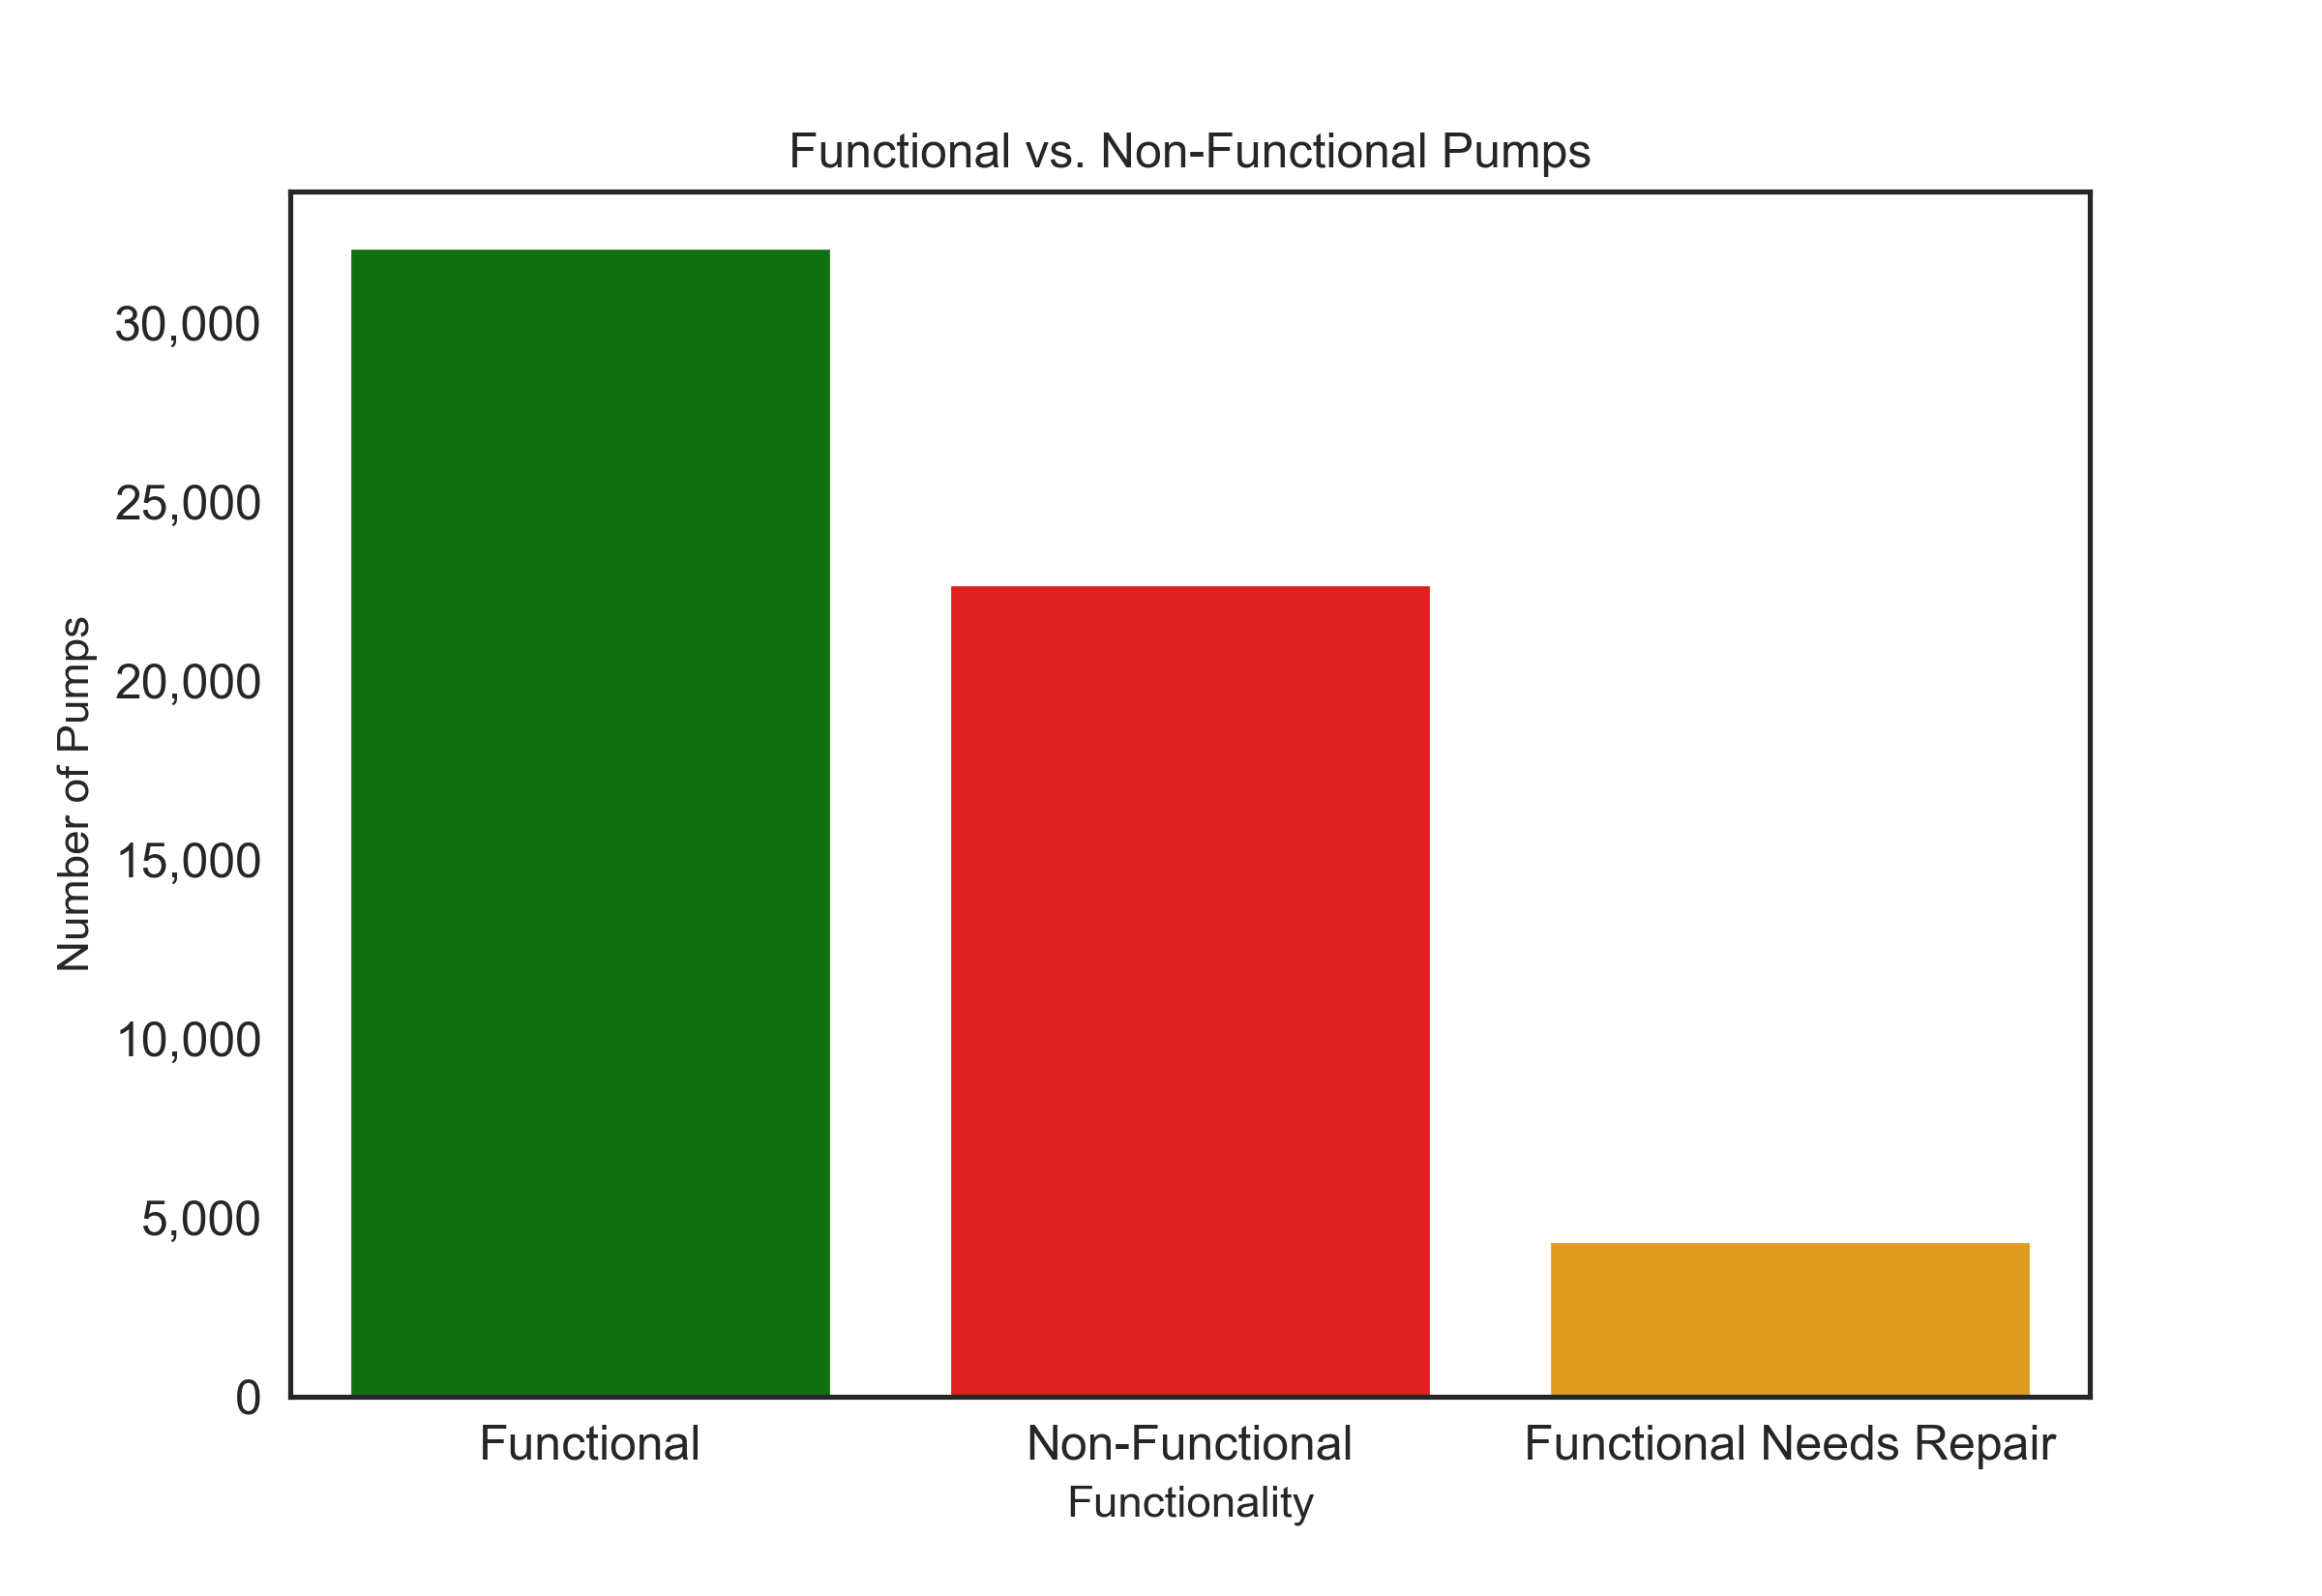 Functional vs. Non-Functional Pumps
Number of Pumps
30,000
25,000
20,000
15,000
10,000
5,000
0
Functional
Non-Functional
Functional Needs Repair
Functionality